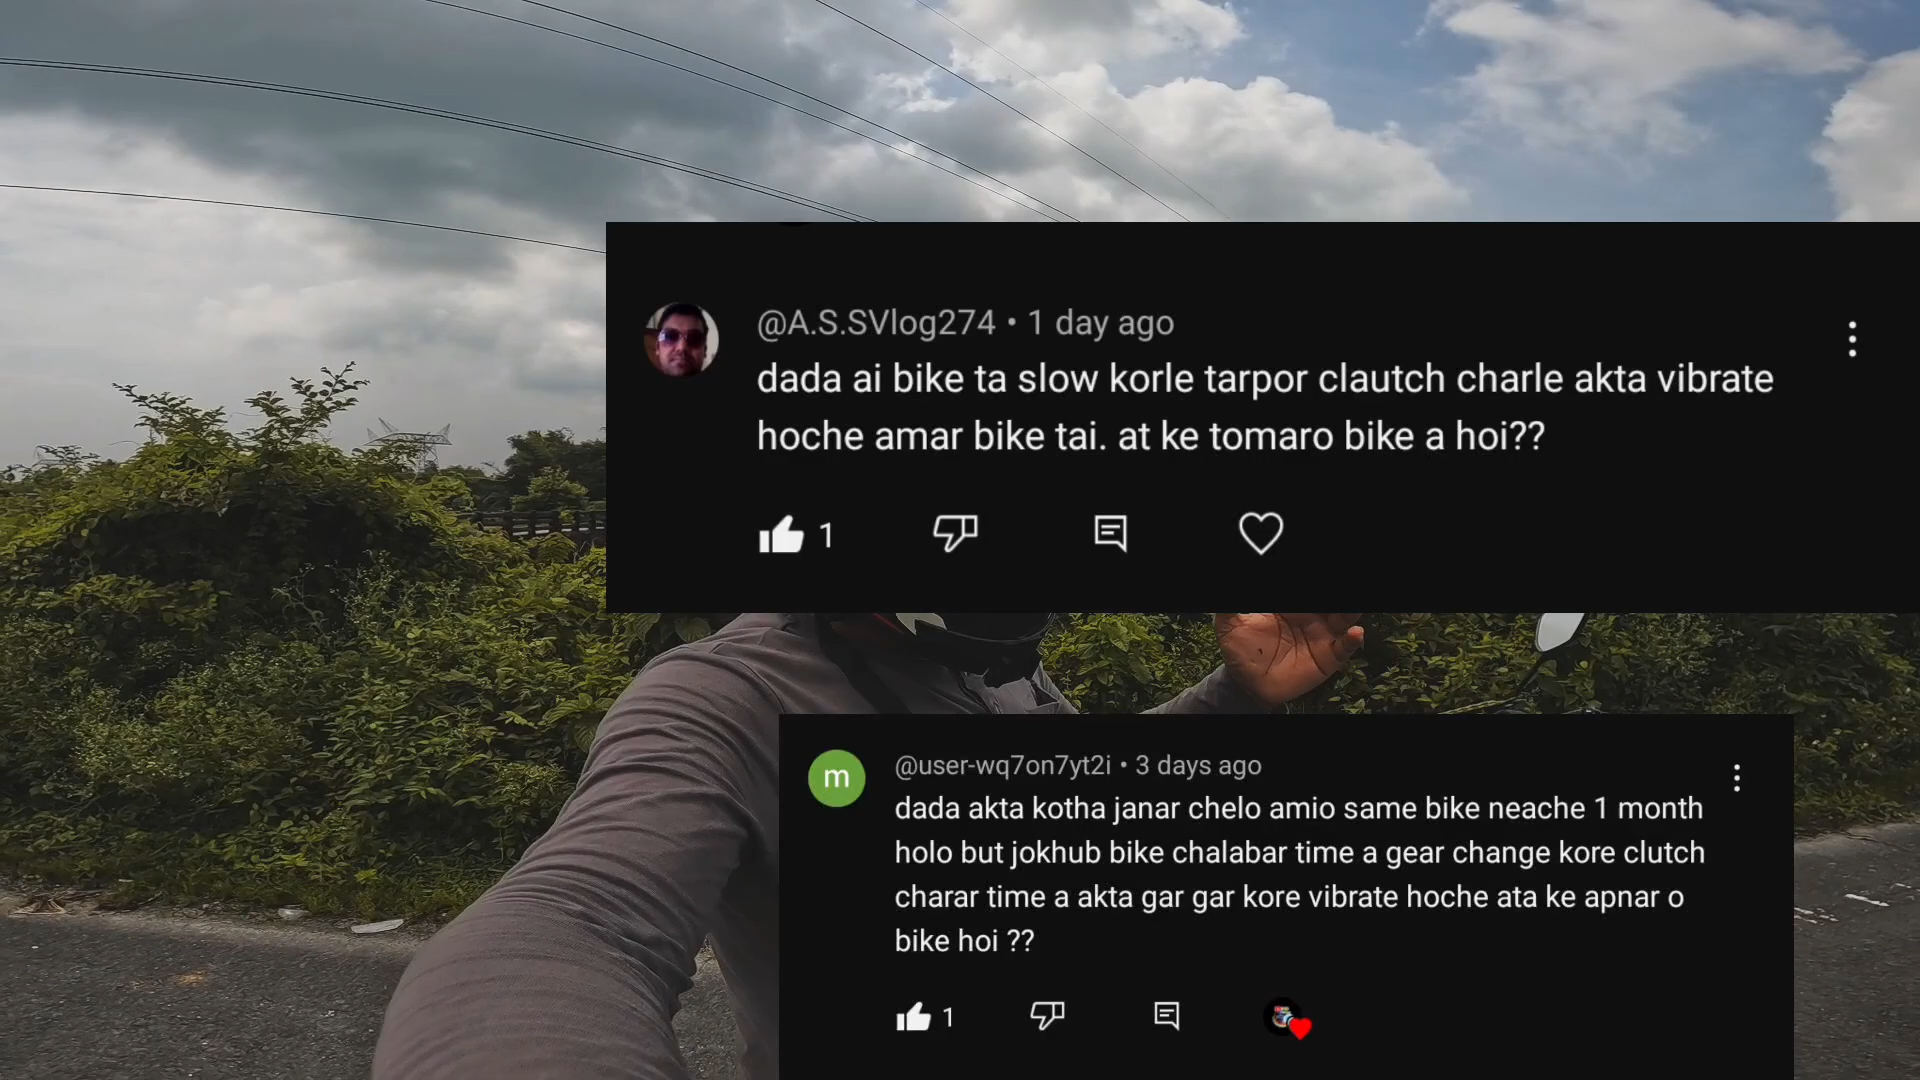 @A.S.SVlog274 • 1 day ago
dada ai bike ta slow korle tarpor clautch charle akta vibrate
hoche amar bike tai. at ke tomaro bike a hoi??
1
m
@user-wq7on7yt2i • 3 days ago
dada akta kotha janar chelo amio same bike neache 1 month
holo but jokhub bike chalabar time a gear change kore clutch
charar time a akta gar gar kore vibrate hoche ata ke apnar o
bike hoi ??
1